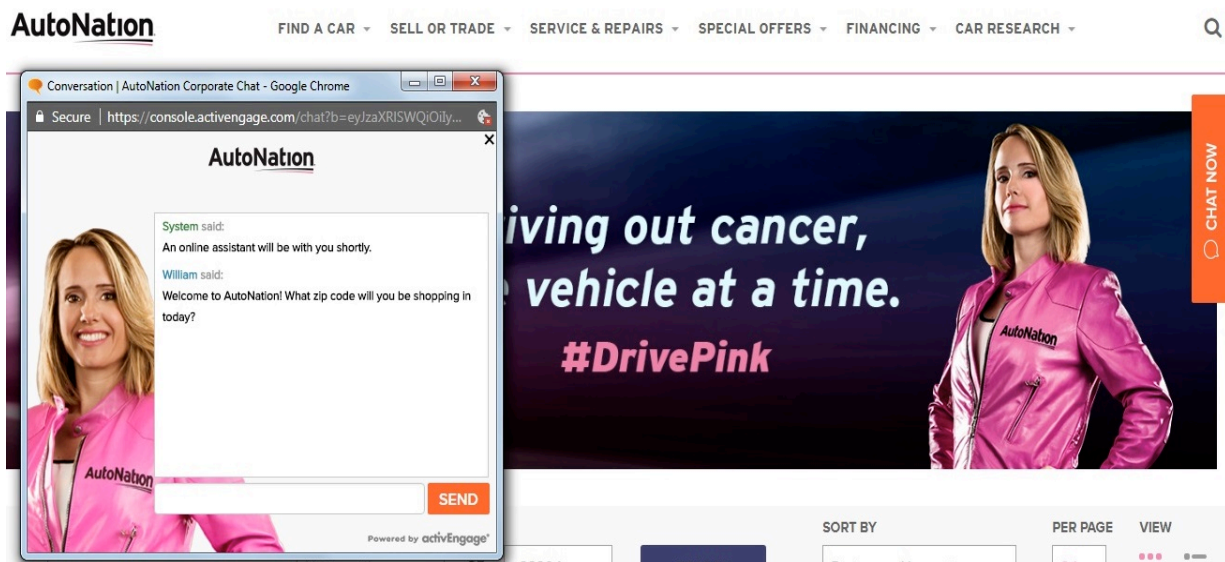 AutoNation
FIND A CAR
SELL OR TRADE
SERVICE & REPAIRS
SPECIAL OFFERS
FINANCING
CAR RESEARCH
Conversation | AutoNation Corporate Chat - Google Chrome
Secure | https://console.activengage.com/chat?b=eyJzaXRlSWQiOiIy...
AutoNation
System said:
An online assistant will be with you shortly.
William said:
Welcome to AutoNation! What zip code will you be shopping in
today?
AutoNation
SEND
Powered by activEngage
iving out cancer,
vehicle at a time.
#DrivePink
AutoNation
CHAT NOW
SORT BY
PER PAGE
VIEW